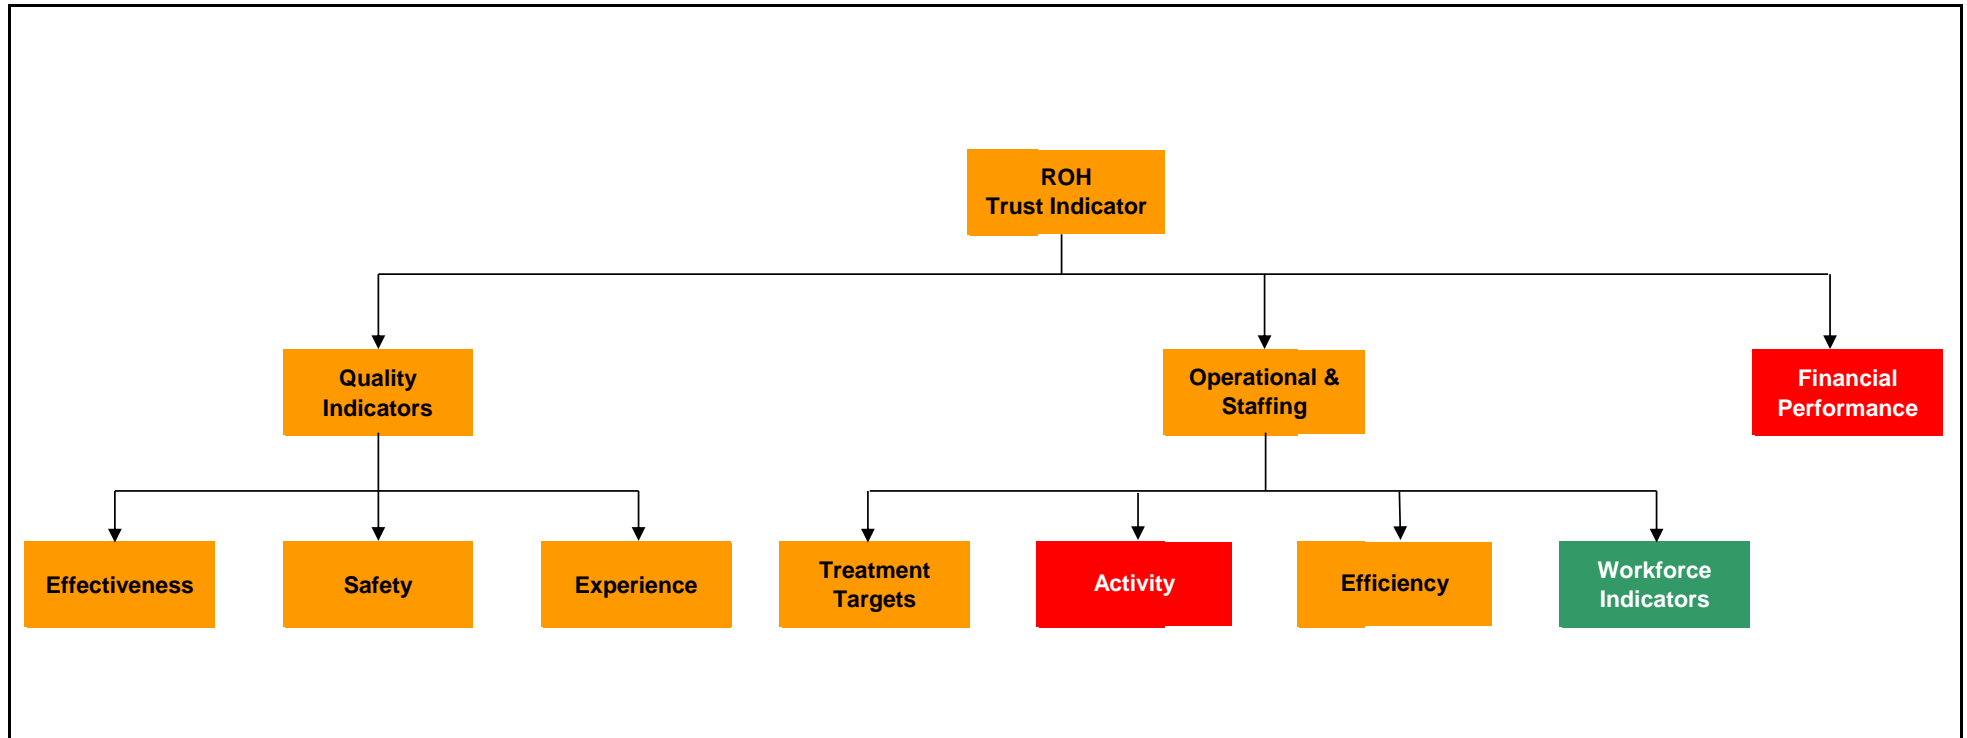 ROH
Trust Indicator
Quality
Indicators
Operational &
Staffing
Financial
Performance
Effectiveness
Safety
Experience
Treatment
Targets
Activity
Efficiency
Workforce
Indicators